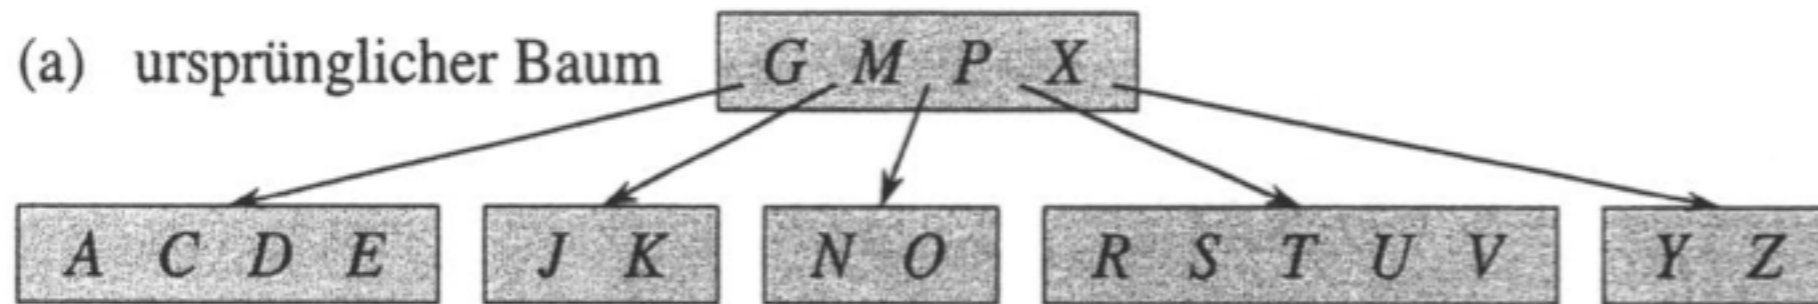 (a) ursprünglicher Baum G M P X
A C D E J K N O R S T U V Y Z